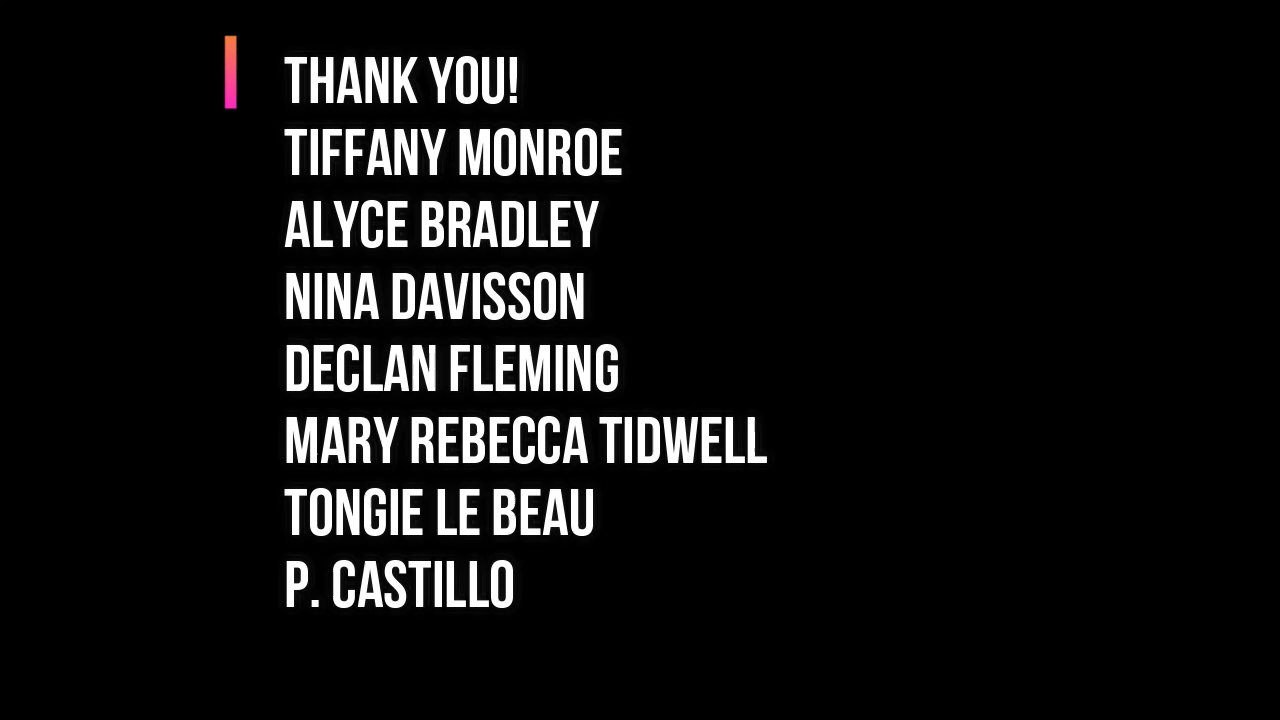 THANK YOU!
TIFFANY MONROE
ALYCE BRADLEY
NINA DAVISSON
DECLAN FLEMING
MARY REBECCA TIDWELL
TONGIE LE BEAU
P. CASTILLO